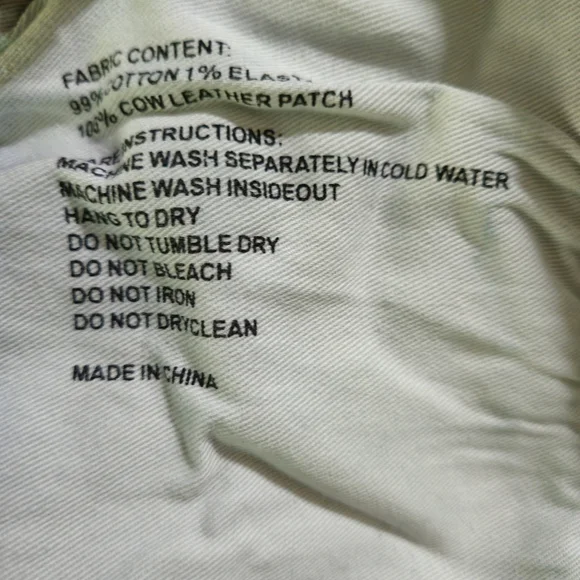 FABRIC CONTENT:
99% COTTON 1% ELAST
100% COW LEATHER PATCH
CARE INSTRUCTIONS:
MACHINE WASH SEPARATELY IN COLD WATER
MACHINE WASH INSIDEOUT
HANG TO DRY
DO NOT TUMBLE DRY
DO NOT BLEACH
DO NOT IRON
DO NOT DRYCLEAN
MADE IN CHINA